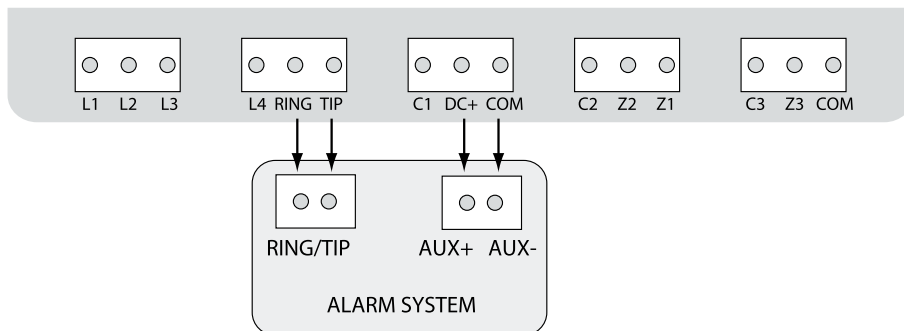 L1 L2 L3 L4 RING TIP C1 DC+ COM C2 Z2 Z1 C3 Z3 COM
RING/TIP AUX+ AUX-
ALARM SYSTEM